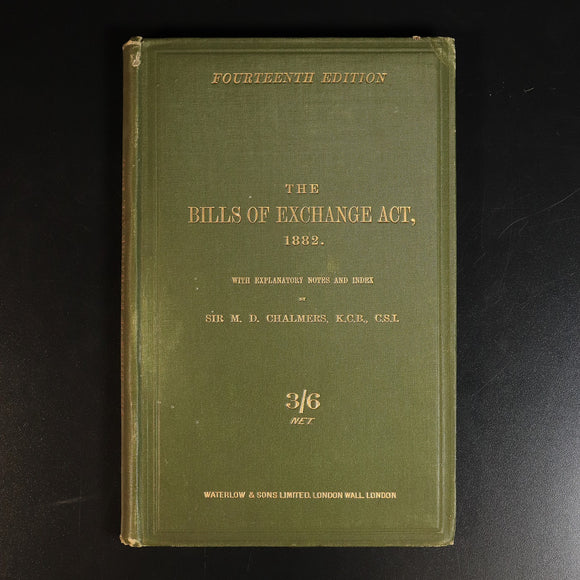 FOURTEENTH EDITION
THE
BILLS OF EXCHANGE ACT,
1882.
WITH EXPLANATORY NOTES AND INDEX
BY
SIR M. D. CHALMERS, K.C.B., C.S.I.
3/6
NET
WATERLOW & SONS LIMITED, LONDON WALL, LONDON